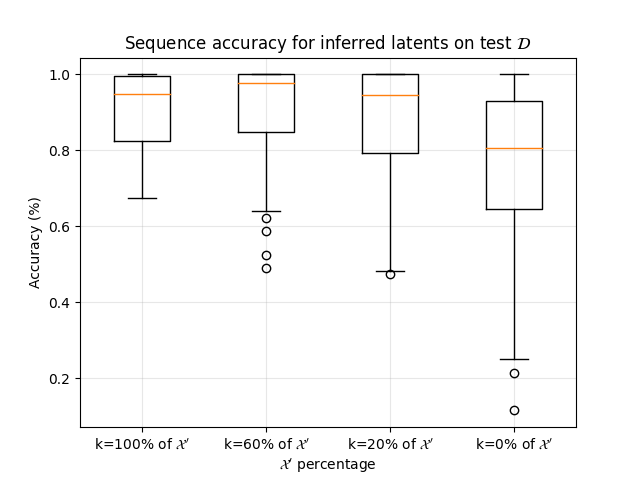 Sequence accuracy for inferred latents on test 𝒟
Accuracy (%)
1.0
0.8
0.6
0.4
0.2
k=100% of 𝒳′
k=60% of 𝒳′
k=20% of 𝒳′
k=0% of 𝒳′
𝒳′ percentage